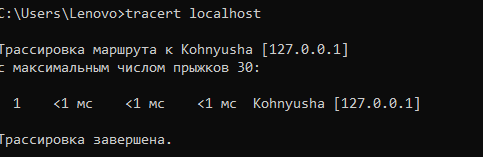 C:\Users\Lenovo>tracert localhost
Трассировка маршрута к Kohnyusha [127.0.0.1]
с максимальным числом прыжков 30:
1 <1 мс <1 мс <1 мс Kohnyusha [127.0.0.1]
Трассировка завершена.